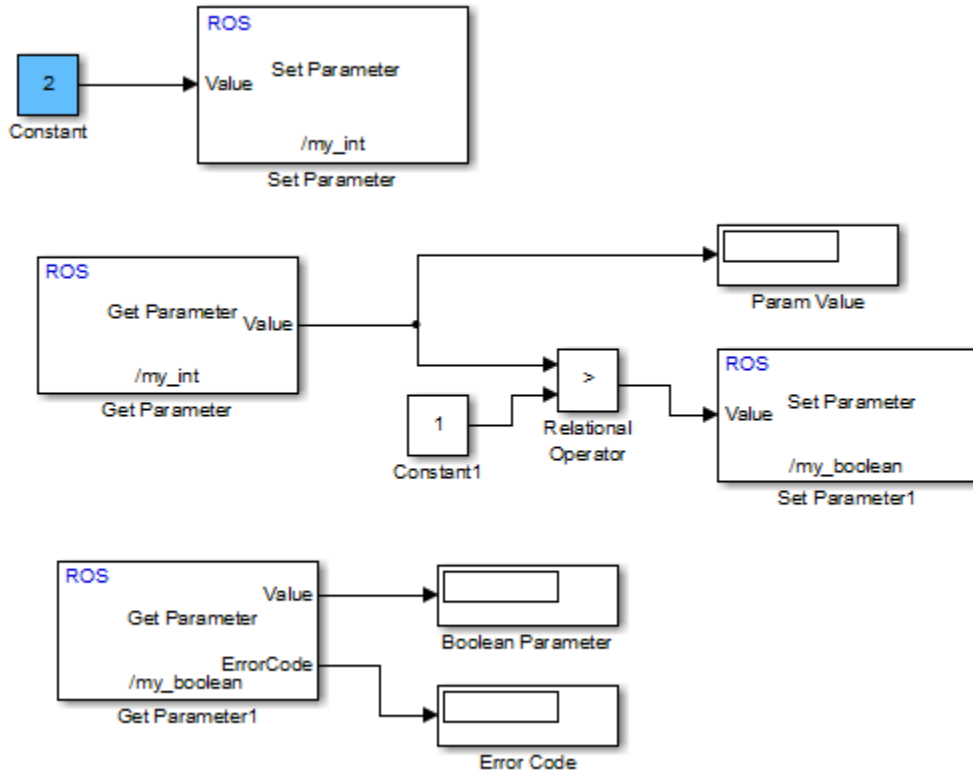 ROS
2
Value
Set Parameter
Constant
/my_int
Set Parameter
ROS
Get Parameter
Value
/my_int
Get Parameter
Param Value
>
1
Constant1
Relational
Operator
ROS
Value
Set Parameter
/my_boolean
Set Parameter1
ROS
Value
Get Parameter
ErrorCode
/my_boolean
Get Parameter1
Boolean Parameter
Error Code